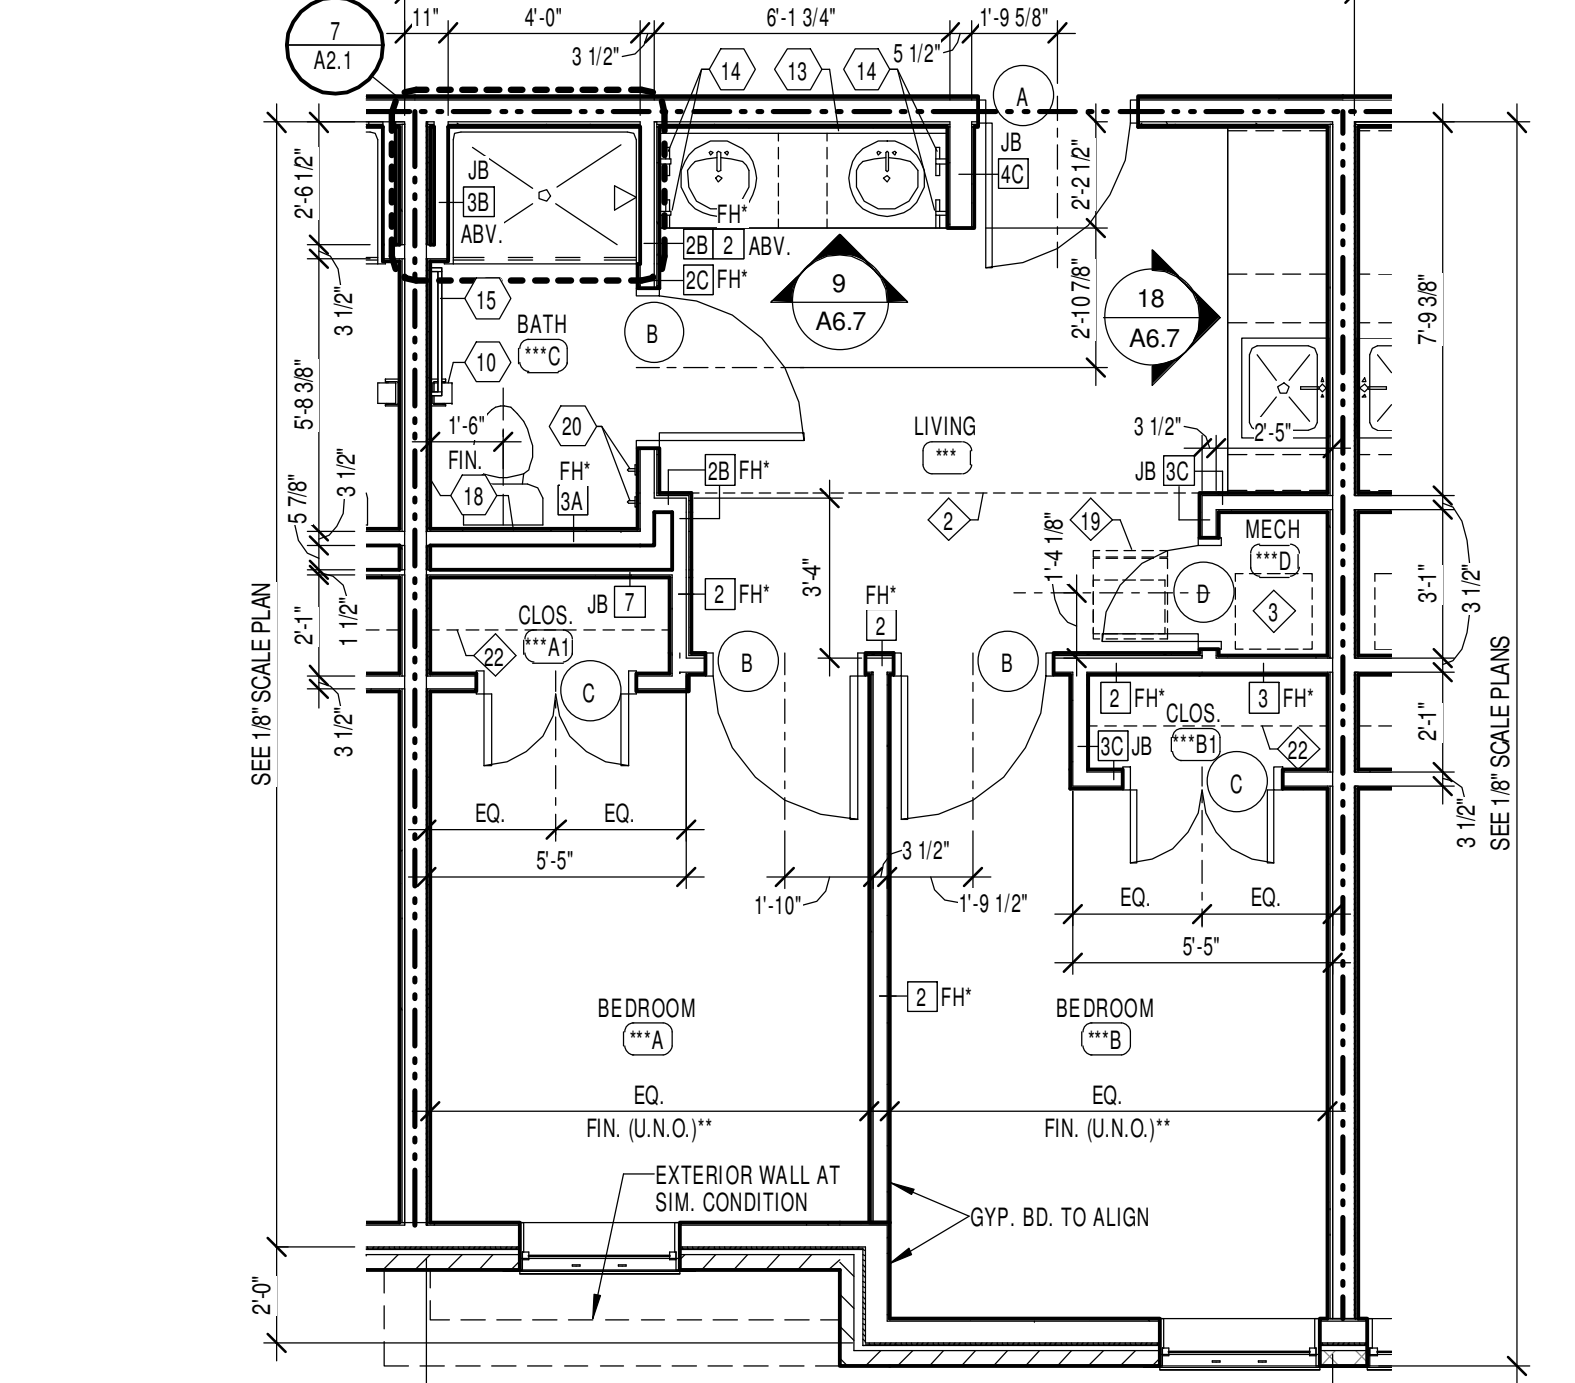 7
A2.1
11"
4'-0"
6'-1 3/4"
1'-9 5/8"
3 1/2"
5 1/2"
14
13
14
A
JB
4C
JB
3B
ABV.
FH*
2B
2
ABV.
2C
FH*
2'-6 1/2"
3 1/2"
5'-8 3/8"
3 1/2"
5 7/8"
1 1/2"
2'-1"
3 1/2"
SEE 1/8" SCALE PLAN
2'-0"
2'-2 1/2"
2'-10 7/8"
9
A6.7
18
A6.7
7'-9 3/8"
15
BATH
***C
B
10
1'-6"
FIN.
18
20
FH*
3A
2B
FH*
LIVING
***
3 1/2"
2'-5"
JB
3C
2
19
1'-4 1/8"
MECH
***D
D
3
3'-1"
3 1/2"
3'-4"
FH*
2
2
FH*
JB
7
CLOS.
***A1
22
C
B
B
2
FH*
3
FH*
CLOS.
***B1
3C
JB
22
C
2'-1"
3 1/2"
SEE 1/8" SCALE PLANS
EQ.
EQ.
5'-5"
3 1/2"
1'-10"
1'-9 1/2"
EQ.
EQ.
5'-5"
2
FH*
BEDROOM
***A
BEDROOM
***B
EQ.
FIN. (U.N.O.)**
EQ.
FIN. (U.N.O.)**
EXTERIOR WALL AT
SIM. CONDITION
GYP. BD. TO ALIGN